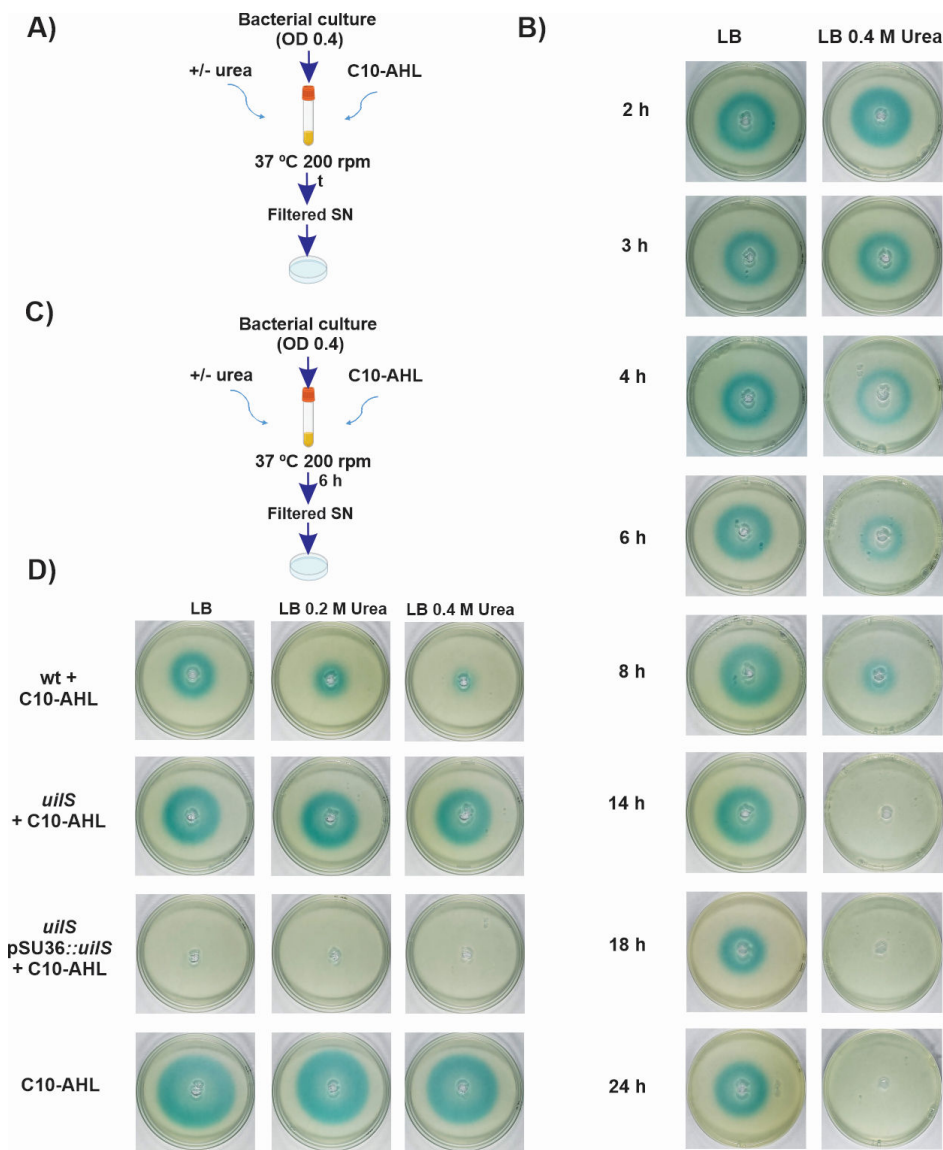 A)
Bacterial culture
(OD 0.4)
+/- urea
C10-AHL
37 ºC 200 rpm
t
Filtered SN
B)
LB
LB 0.4 M Urea
2 h
3 h
4 h
6 h
8 h
14 h
18 h
24 h
C)
Bacterial culture
(OD 0.4)
+/- urea
C10-AHL
37 ºC 200 rpm
6 h
Filtered SN
D)
LB
LB 0.2 M Urea
LB 0.4 M Urea
wt +
C10-AHL
uilS
+ C10-AHL
uilS
pSU36::uilS
+ C10-AHL
C10-AHL